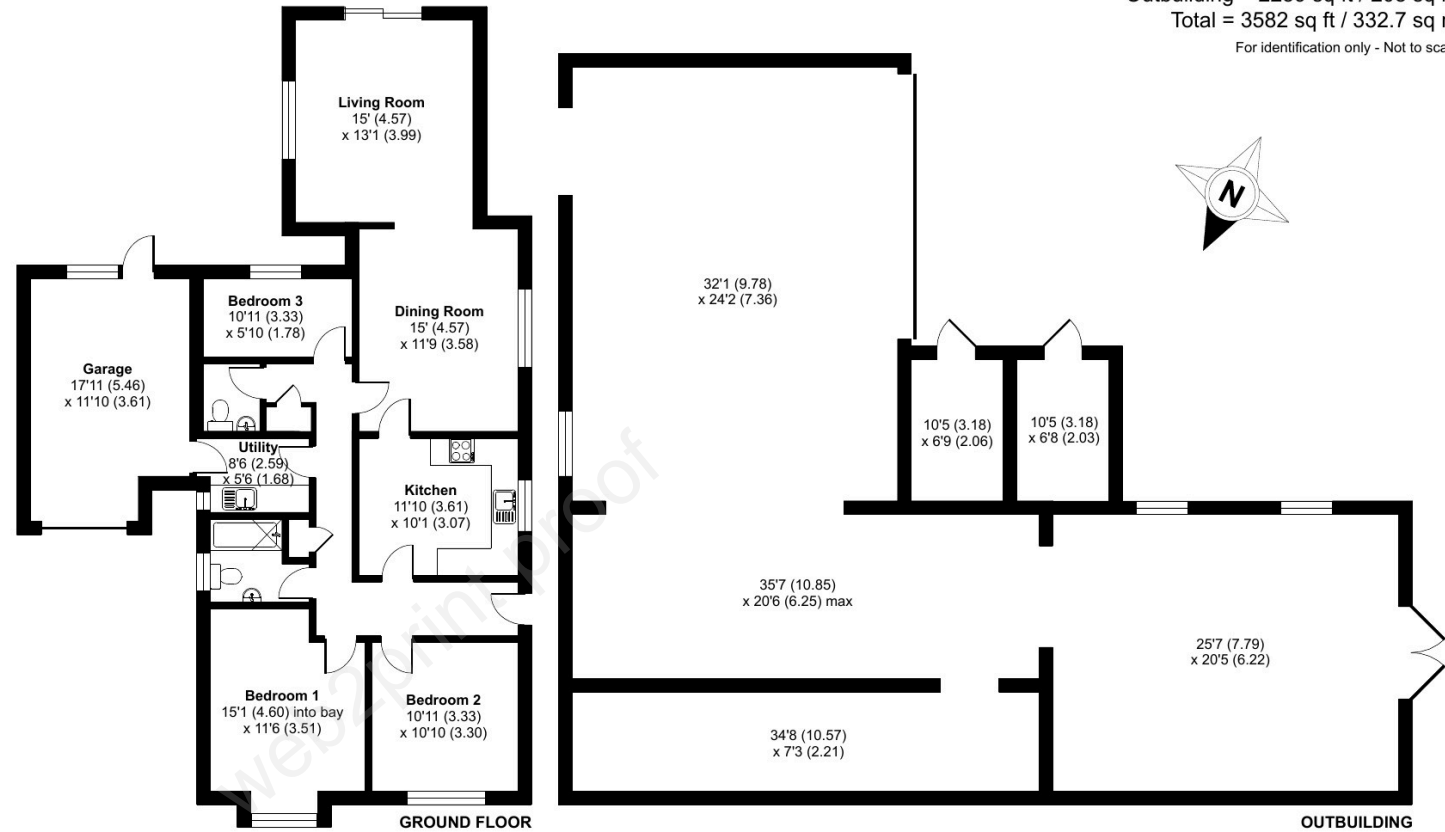 Total = 3582 sq ft / 332.7 sq
For identification only - Not to
Living Room
15' (4.57)
x 13'1 (3.99)
N
Bedroom 3
10'11 (3.33)
x 5'10 (1.78)
Dining Room
15' (4.57)
x 11'9 (3.58)
32'1 (9.78)
x 24'2 (7.36)
Garage
17'11 (5.46)
x 11'10 (3.61)
10'5 (3.18)
x 6'9 (2.06)
10'5 (3.18)
x 6'8 (2.03)
Utility
8'6 (2.59)
x 5'6 (1.68)
Kitchen
11'10 (3.61)
x 10'1 (3.07)
35'7 (10.85)
x 20'6 (6.25) max
25'7 (7.79)
x 20'5 (6.22)
Bedroom 1
15'1 (4.60) into bay
x 11'6 (3.51)
Bedroom 2
10'11 (3.33)
x 10'10 (3.30)
34'8 (10.57)
x 7'3 (2.21)
web2print proof
GROUND FLOOR
OUTBUILDING